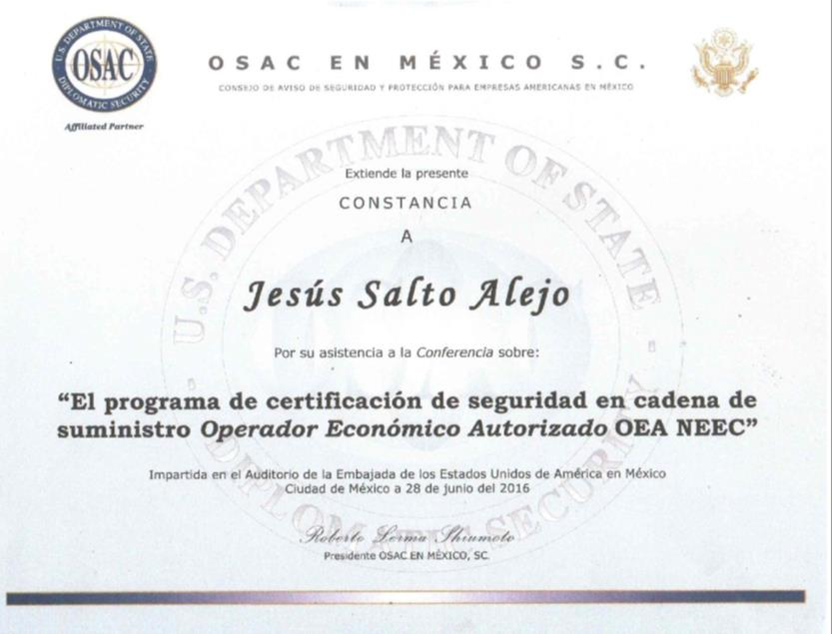 U.S. DEPARTMENT OF STATE
OSAC
DIPLOMATIC SECURITY
Affiliated Partner
OSAC EN MÉXICO S.C.
CONSEJO DE AVISO DE SEGURIDAD Y PROTECCIÓN PARA EMPRESAS AMERICANAS EN MÉXICO
U.S. DEPARTMENT OF STATE
Extiende la presente
CONSTANCIA
A
Jesús Salto Alejo
Por su asistencia a la Conferencia sobre:
“El programa de certificación de seguridad en cadena de
suministro Operador Económico Autorizado OEA NEEC”
Impartida en el Auditorio de la Embajada de los Estados Unidos de América en México
Ciudad de México a 28 de junio del 2016
DIPLOMATIC SECURITY
Roberto Lerma Shiumoto
Presidente OSAC EN MÉXICO, SC.